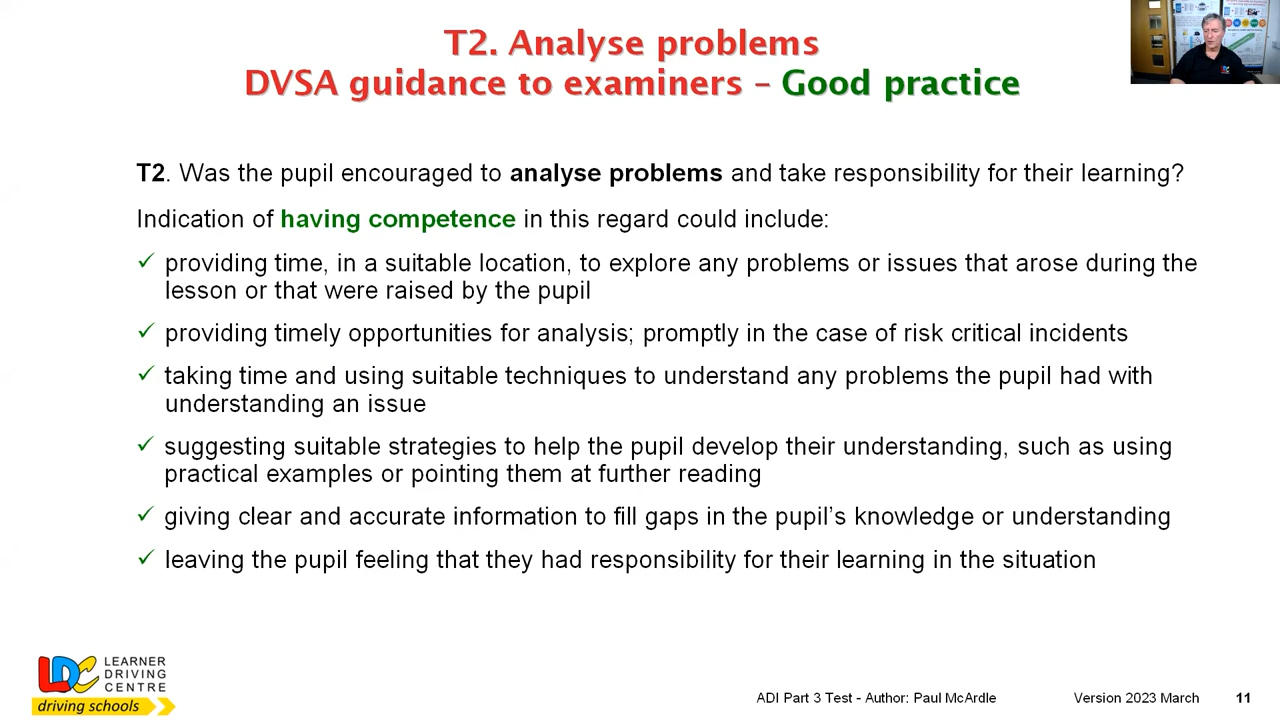 T2. Analyse problems
DVSA guidance to examiners – Good practice
T2. Was the pupil encouraged to analyse problems and take responsibility for their learning?
Indication of having competence in this regard could include:
✓ providing time, in a suitable location, to explore any problems or issues that arose during the
lesson or that were raised by the pupil
✓ providing timely opportunities for analysis; promptly in the case of risk critical incidents
✓ taking time and using suitable techniques to understand any problems the pupil had with
understanding an issue
✓ suggesting suitable strategies to help the pupil develop their understanding, such as using
practical examples or pointing them at further reading
✓ giving clear and accurate information to fill gaps in the pupil's knowledge or understanding
✓ leaving the pupil feeling that they had responsibility for their learning in the situation
LDC
LEARNER
DRIVING
CENTRE
driving schools
ADI Part 3 Test - Author: Paul McArdle
Version 2023 March
11